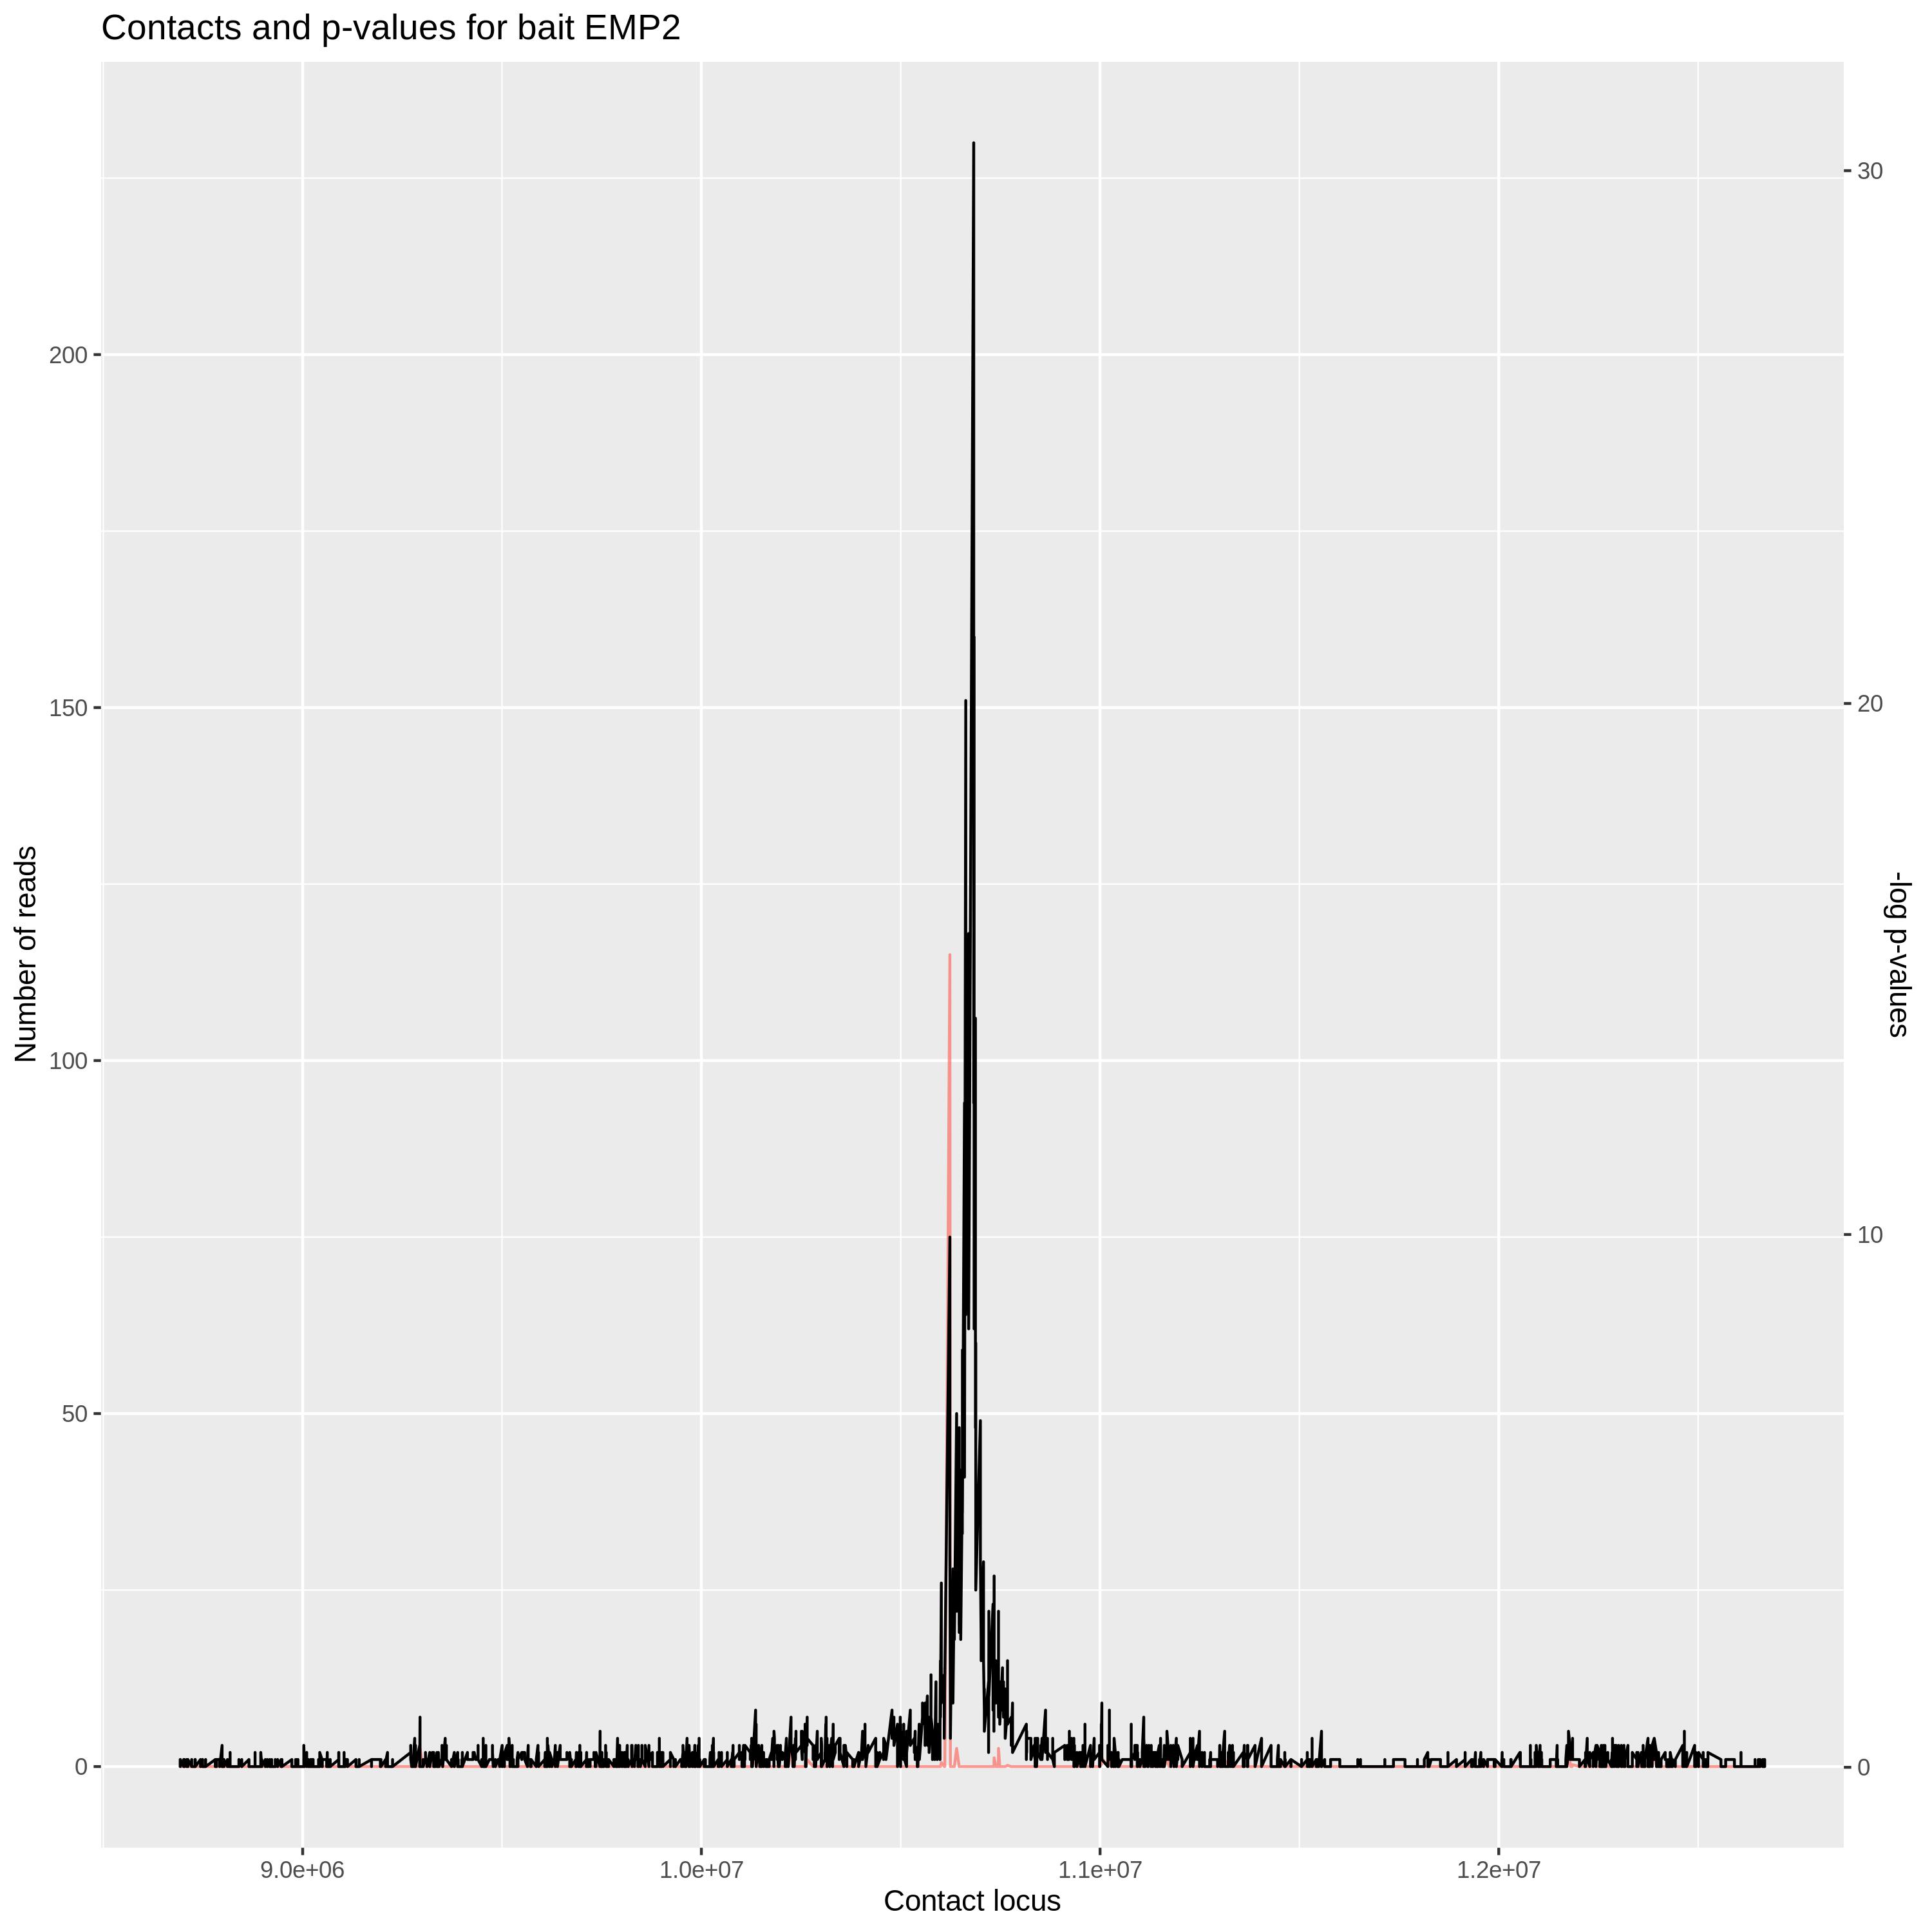 Contacts and p-values for bait EMP2
Number of reads
200
150
100
50
0
30
20
10
0
-log p-values
9.0e+06
1.0e+07
1.1e+07
1.2e+07
Contact locus